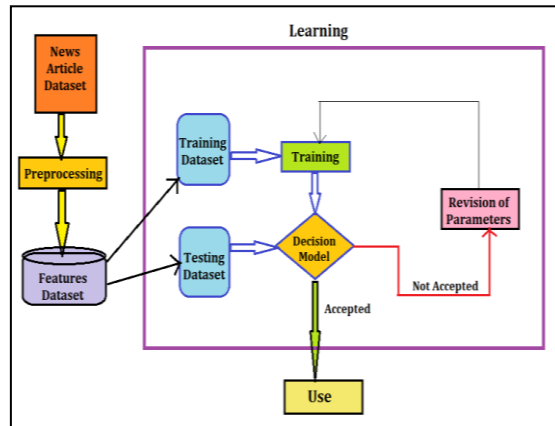 Learning
News
Article
Dataset
Preprocessing
Features
Dataset
Training
Dataset
Testing
Dataset
Training
Decision
Model
Revision of
Parameters
Not Accepted
Accepted
Use